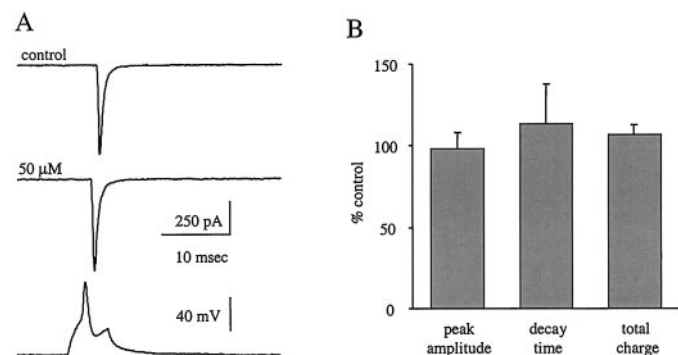 A
control
50 µM
250 pA
10 msec
40 mV
B
150
100
50
0
% control
peak
amplitude
decay
time
total
charge